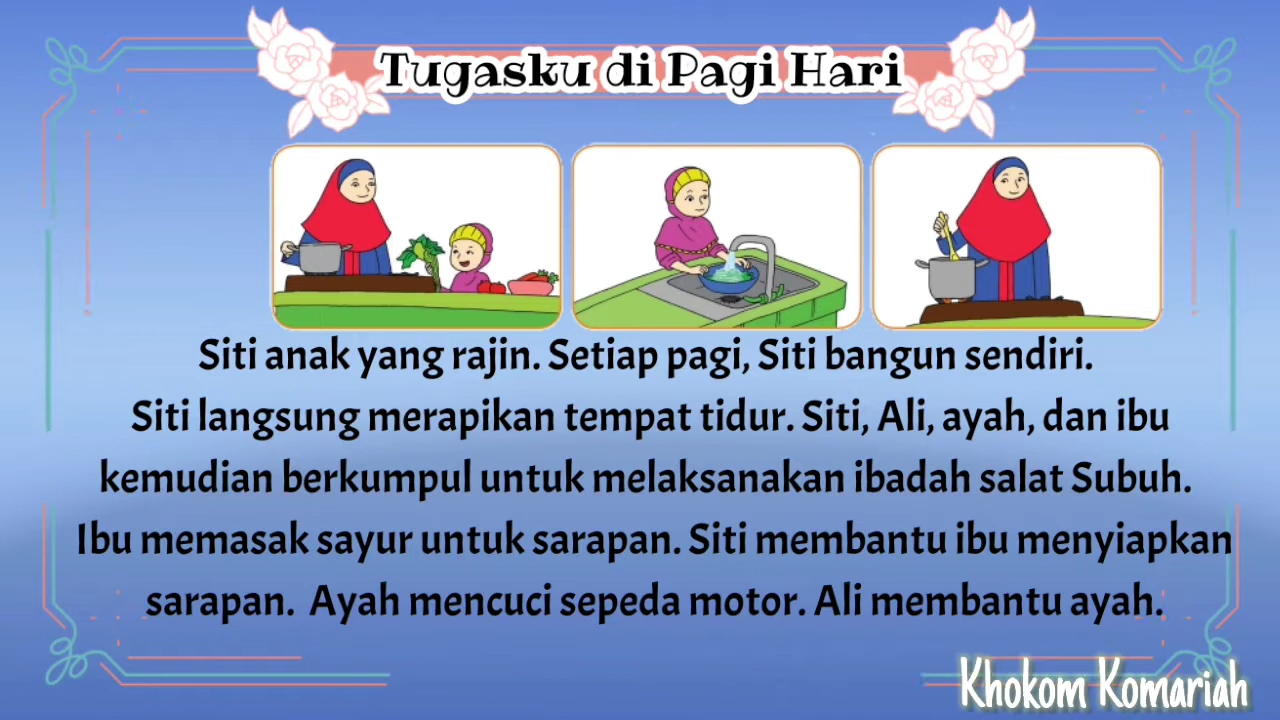 Tugasku di Pagi Hari
Siti anak yang rajin. Setiap pagi, Siti bangun sendiri.
Siti langsung merapikan tempat tidur. Siti, Ali, ayah, dan ibu
kemudian berkumpul untuk melaksanakan ibadah salat Subuh.
Ibu memasak sayur untuk sarapan. Siti membantu ibu menyiapkan
sarapan. Ayah mencuci sepeda motor. Ali membantu ayah.
Khokom Komariah